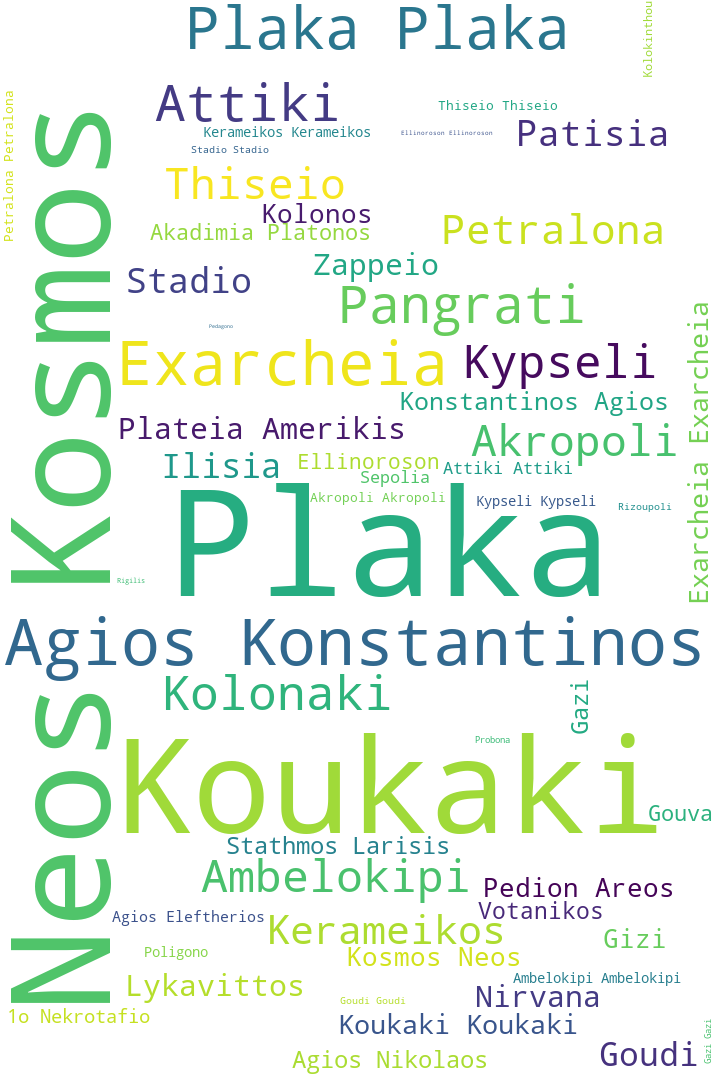 Plaka Plaka
Kolokinthou
Attiki
Thiseio Thiseio
Kerameikos Kerameikos
Ellinoroson Ellinoroson
Patisia
Stadio Stadio
Petralona Petralona
Thiseio
Kolonos
Akadimia Platonos
Petralona
Zappeio
Stadio
Pangrati
Pedagono
Exarcheia
Kypseli
Exarcheia Exarcheia
Konstantinos Agios
Plateia Amerikis
Akropoli
Ilisia
Ellinoroson
Attiki Attiki
Sepolia
Akropoli Akropoli
Kypseli Kypseli
Rizoupoli
Plaka
Rigilis
Neos Kosmos
Agios Konstantinos
Kolonaki
Gazi
Probona
Koukaki
Gouva
Stathmos Larisis
Ambelokipi
Pedion Areos
Votanikos
Agios Eleftherios
Kerameikos
Gizi
Poligono
Kosmos Neos
Ambelokipi Ambelokipi
Lykavittos
Nirvana
Goudi Goudi
1o Nekrotafio
Koukaki Koukaki
Gazi Gazi
Agios Nikolaos
Goudi